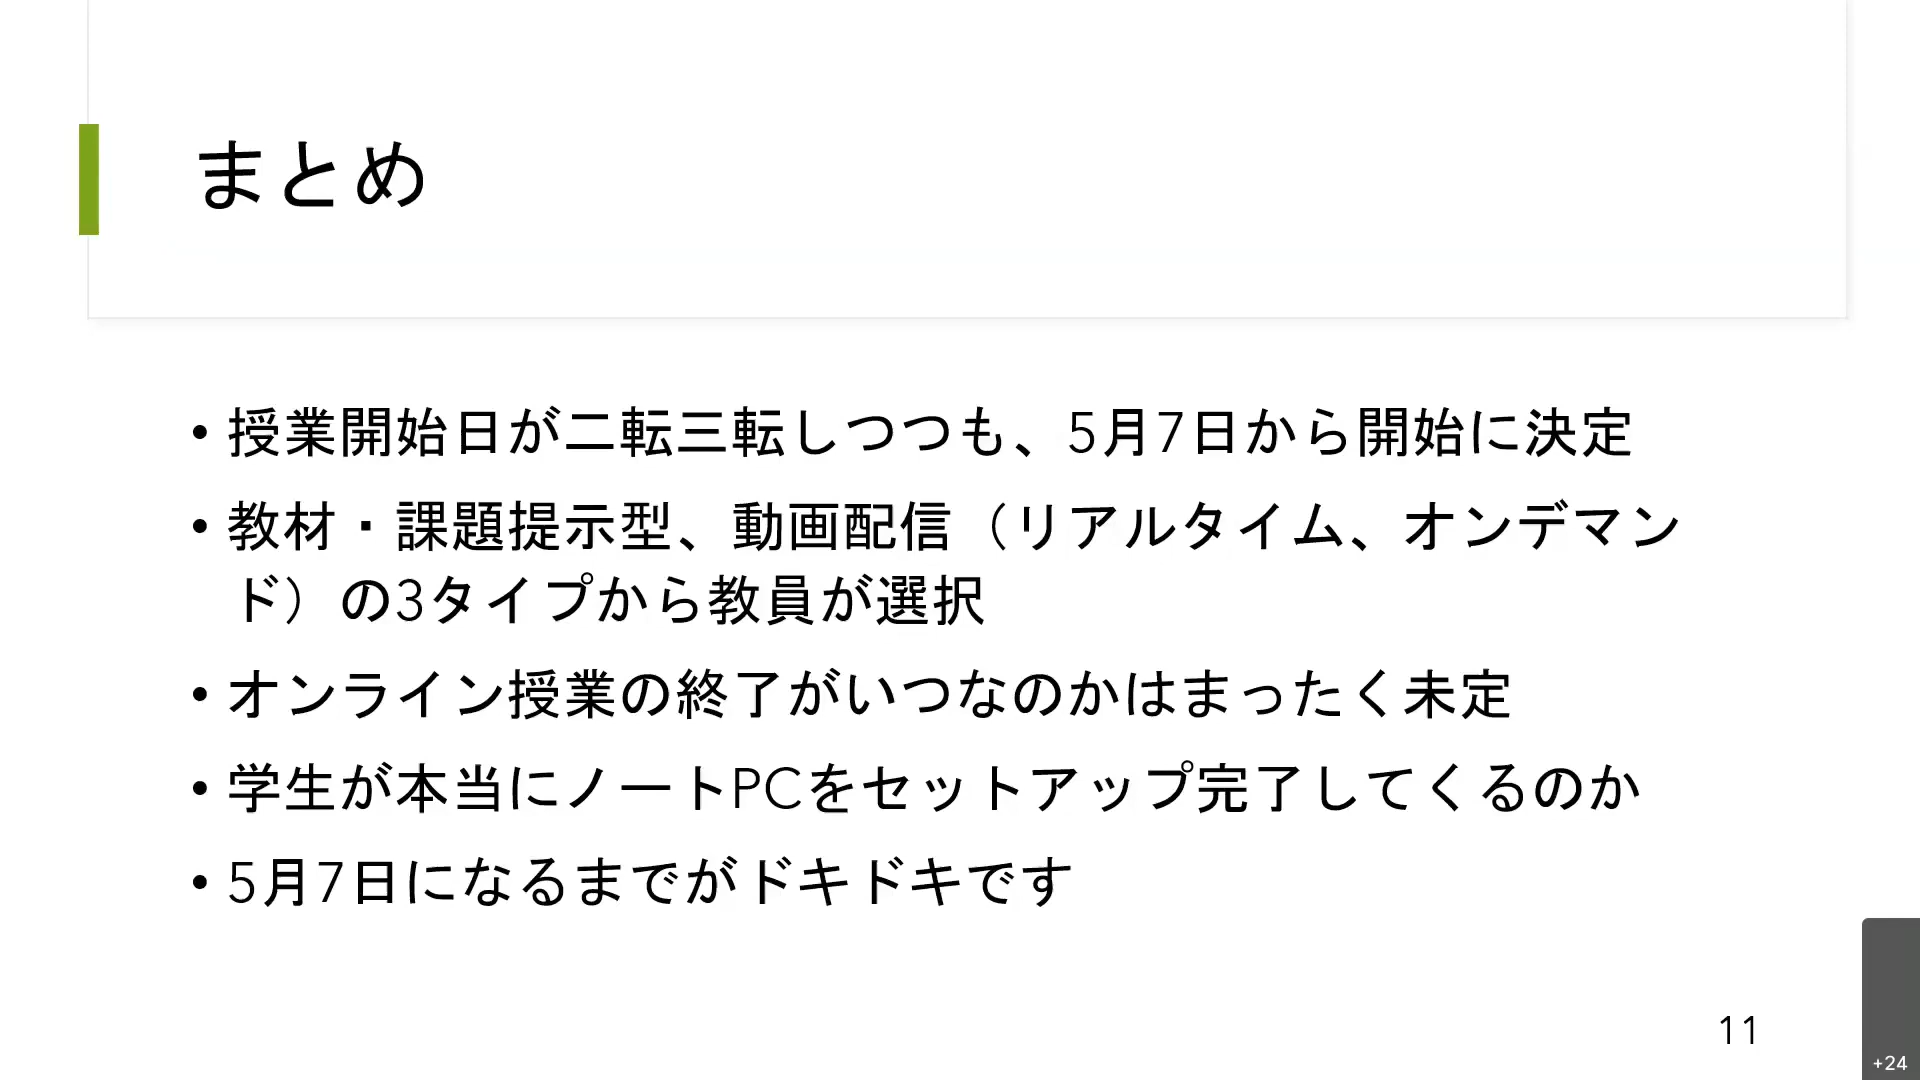 まとめ
• 授業開始日が二転三転しつつも、5月7日から開始に決定
• 教材・課題提示型、動画配信（リアルタイム、オンデマン
ド）の3タイプから教員が選択
• オンライン授業の終了がいつなのかはまったく未定
• 学生が本当にノートPCをセットアップ完了してくるのか
• 5月7日になるまでがドキドキです
11
+24